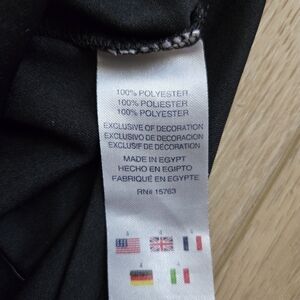 100% POLYESTER
100% POLIESTER
100% POLYESTER
EXCLUSIVE OF DECORATION
EXCLUSIVO DE DECORACION
EXCLUSIF DE DÉCORATION
MADE IN EGYPT
HECHO EN EGIPTO
FABRIQUÉ EN EGYPTE
RN# 15763